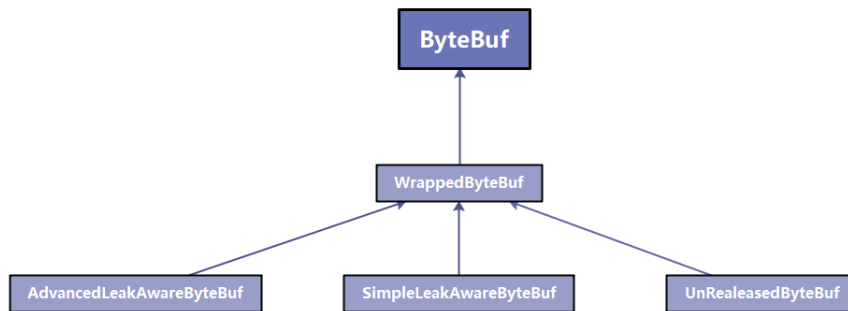 ByteBuf
WrappedByteBuf
AdvancedLeakAwareByteBuf
SimpleLeakAwareByteBuf
UnRealeasedByteBuf